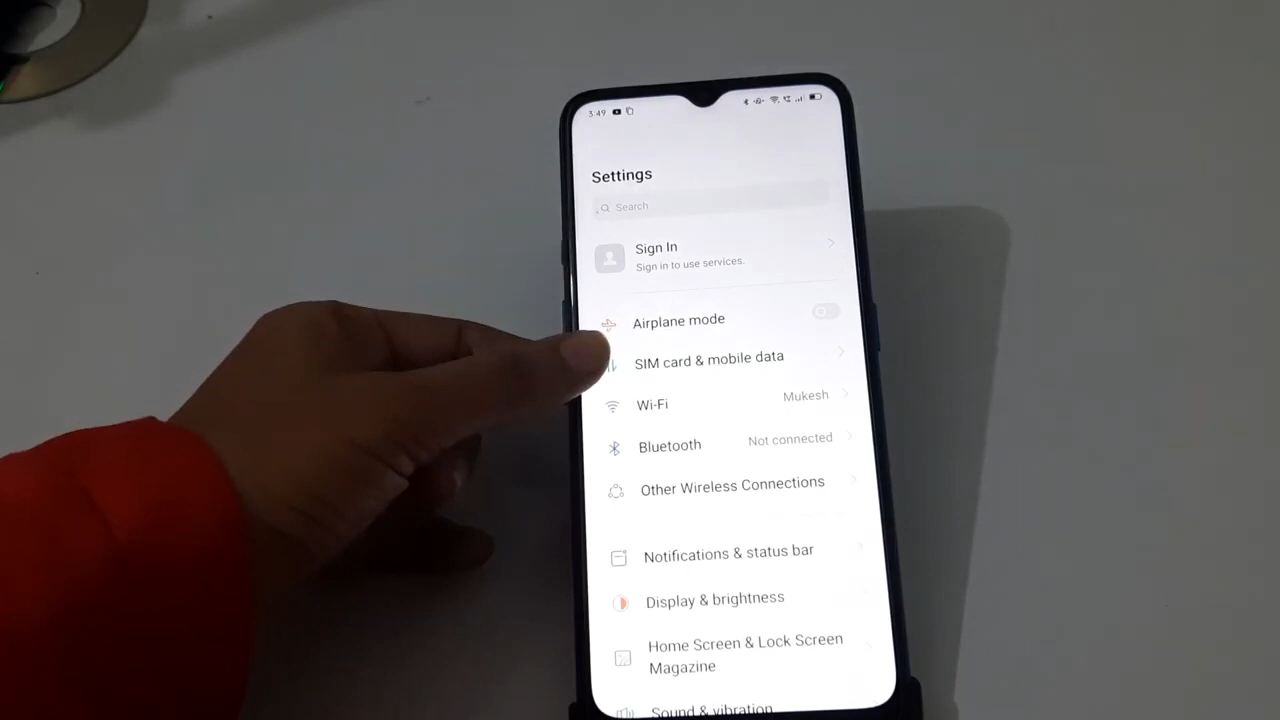 3:49
Settings
Search
Sign In
Sign in to use services.
Airplane mode
SIM card & mobile data
Wi-Fi Mukesh
Bluetooth Not connected
Other Wireless Connections
Notifications & status bar
Display & brightness
Home Screen & Lock Screen
Magazine
Sound & vibration